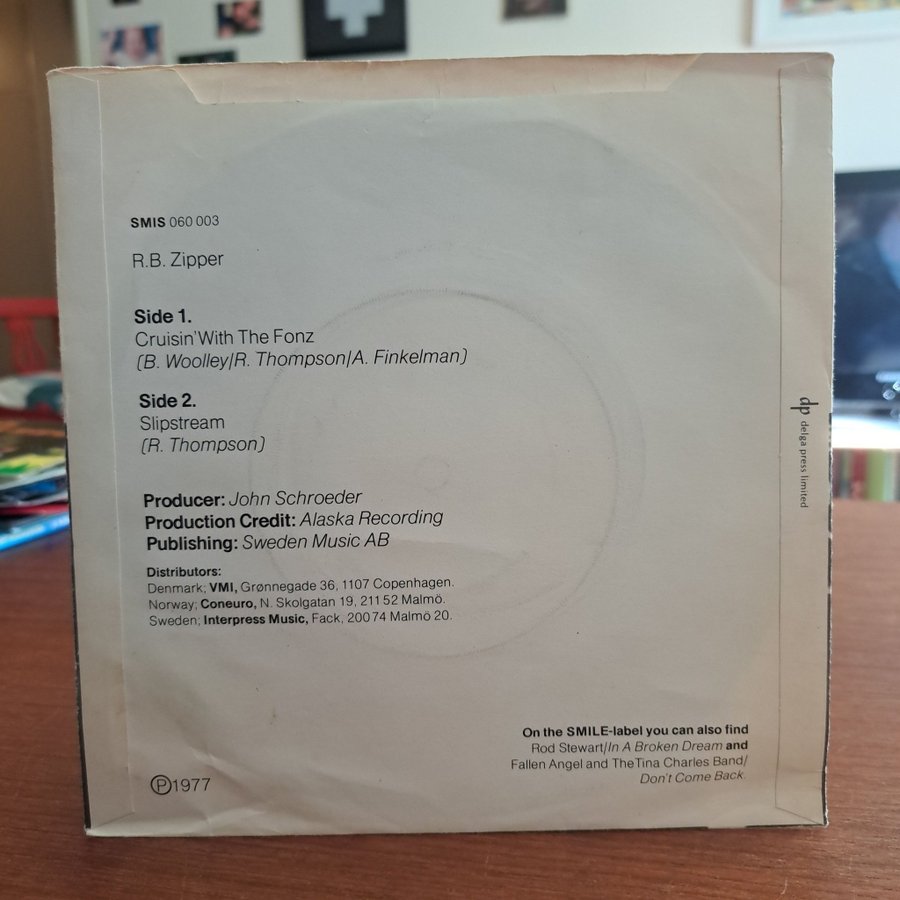 SMIS 060 003
R.B. Zipper
Side 1.
Cruisin' With The Fonz
(B. Woolley/R. Thompson/A. Finkelman)
Side 2.
Slipstream
(R. Thompson)
Producer: John Schroeder
Production Credit: Alaska Recording
Publishing: Sweden Music AB
Distributors:
Denmark; VMI, Grønnegade 36, 1107 Copenhagen.
Norway; Coneuro, N. Skolgatan 19, 211 52 Malmö.
Sweden; Interpress Music, Fack, 200 74 Malmö 20.
On the SMILE-label you can also find
Rod Stewart/In A Broken Dream and
Fallen Angel and The Tina Charles Band/
Don't Come Back.
℗ 1977
dp delga press limited